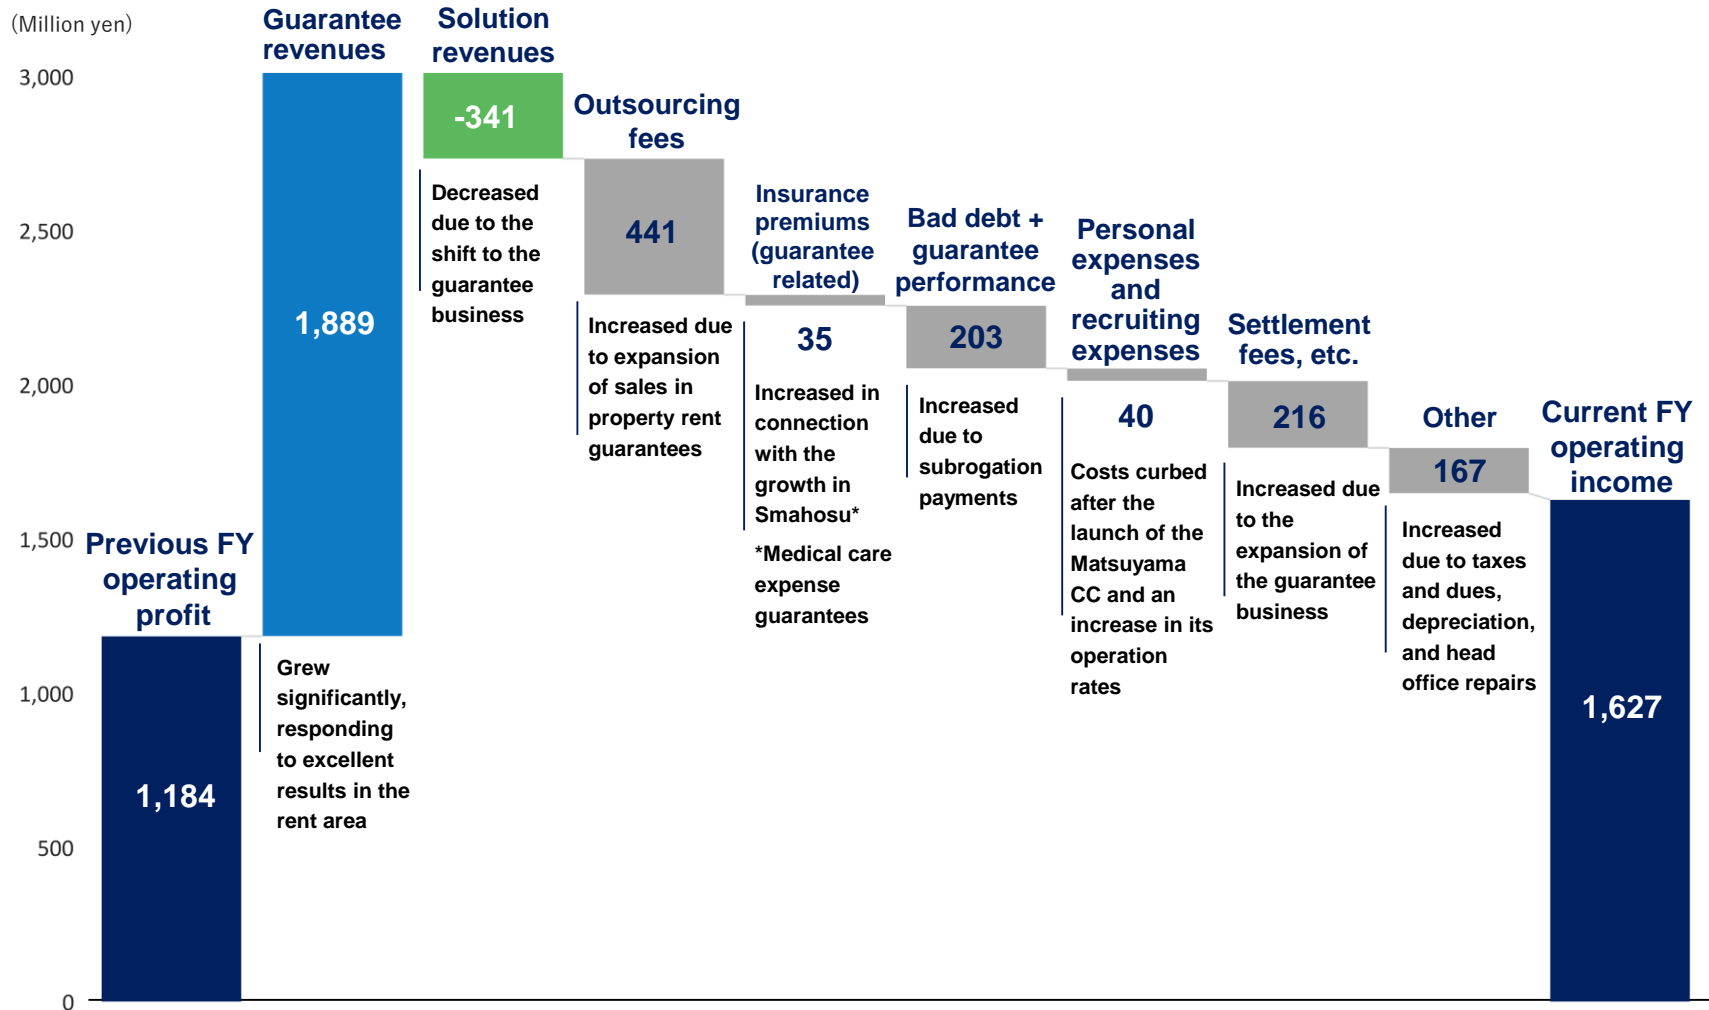 (Million yen)
3,000
2,500
2,000
1,500
1,000
500
0
Previous FY
operating
profit
1,184
Guarantee
revenues
1,889
Grew
significantly,
responding
to excellent
results in the
rent area
Solution
revenues
-341
Decreased
due to the
shift to the
guarantee
business
Outsourcing
fees
441
Increased due
to expansion
of sales in
property rent
guarantees
Insurance
premiums
(guarantee
related)
35
Increased in
connection
with the
growth in
Smahosu*
*Medical care
expense
guarantees
Bad debt +
guarantee
performance
203
Increased
due to
subrogation
payments
Personal
expenses
and
recruiting
expenses
40
Costs curbed
after the
launch of the
Matsuyama
CC and an
increase in its
operation
rates
Settlement
fees, etc.
216
Increased due
to the
expansion of
the guarantee
business
Other
167
Increased
due to taxes
and dues,
depreciation,
and head
office repairs
Current FY
operating
income
1,627